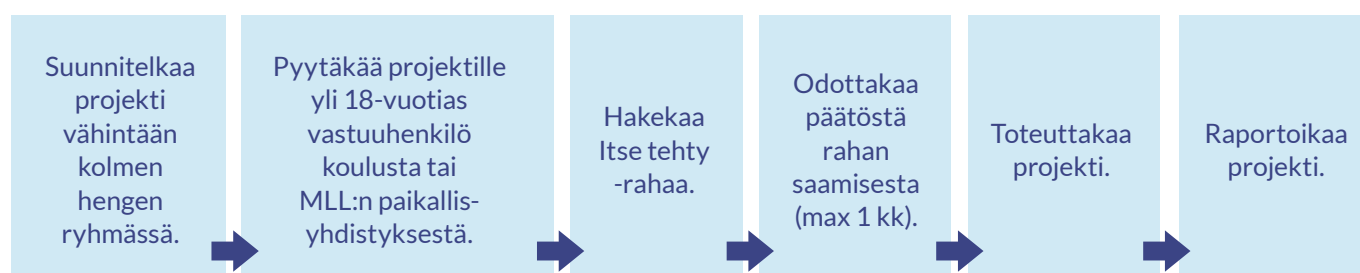 Suunnitelkaa
projekti
vähintään
kolmen
hengen
ryhmässä.
Pyytäkää projektille
yli 18-vuotias
vastuuhenkilö
koulusta tai
MLL:n paikallis-
yhdistyksestä.
Hakekaa
Itse tehty
-rahaa.
Odottakaa
päätöstä
rahan
saamisesta
(max 1 kk).
Toteuttakaa
projekti.
Raportoikaa
projekti.